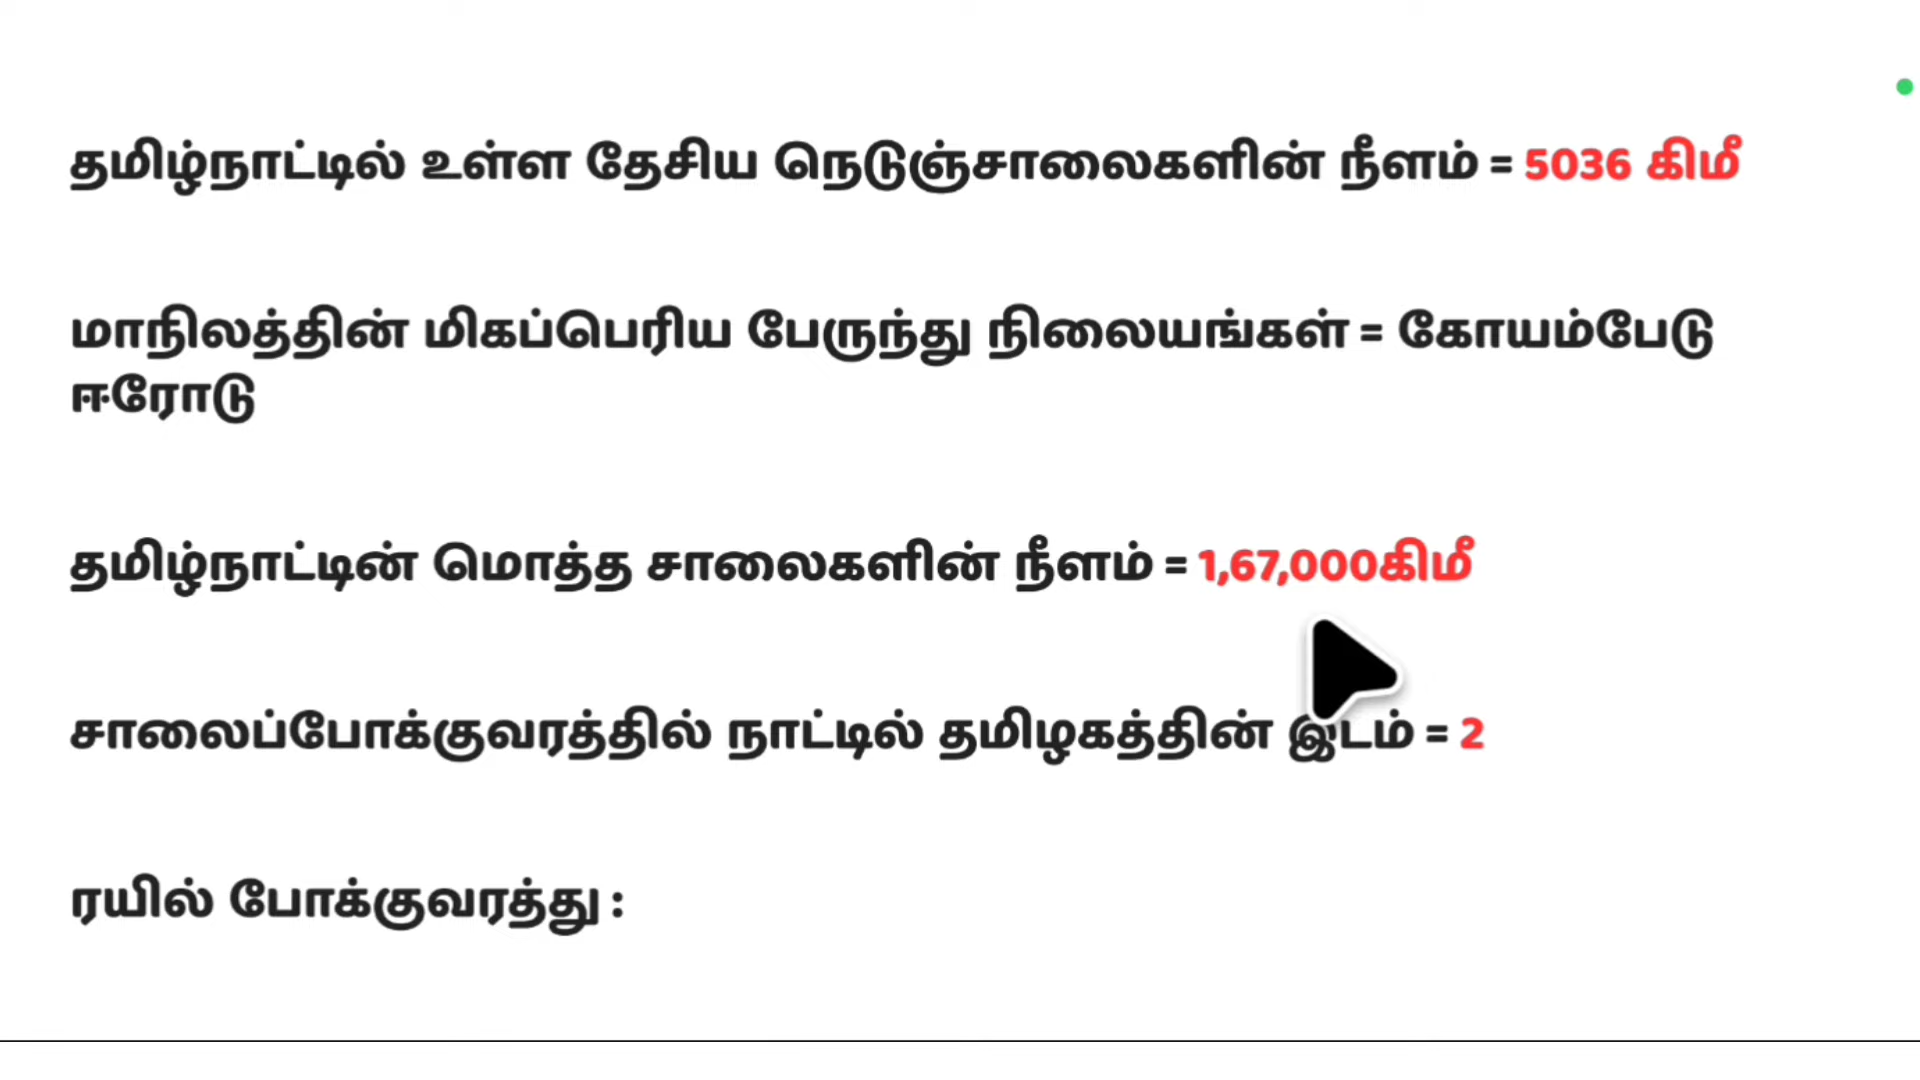 தமிழ்நாட்டில் உள்ள தேசிய நெடுஞ்சாலைகளின் நீளம் = 5036 கிமீ
மாநிலத்தின் மிகப்பெரிய பேருந்து நிலையங்கள் = கோயம்பேடு
ஈரோடு
தமிழ்நாட்டின் மொத்த சாலைகளின் நீளம் = 1,67,000கிமீ
சாலைப்போக்குவரத்தில் நாட்டில் தமிழகத்தின் இடம் = 2
ரயில் போக்குவரத்து :